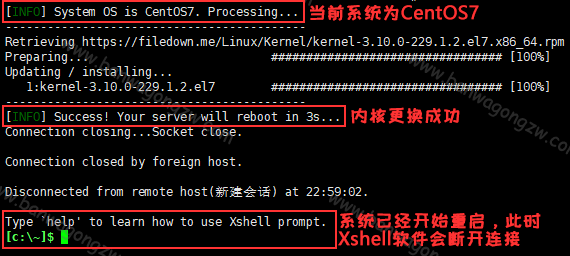 [INFO] System OS is CentOS7. Processing... 当前系统为CentOS7
--------------------------------------------
Retrieving https://filedown.me/Linux/Kernel/kernel-3.10.0-229.1.2.el7.x86_64.rpm
Preparing... ################################# [100%]
Updating / installing...
1:kernel-3.10.0-229.1.2.el7 ################################# [100%]
--------------------------------------------
[INFO] Success! Your server will reboot in 3s... 内核更换成功
Connection closing...Socket close.
Connection closed by foreign host.
Disconnected from remote host(新建会话) at 22:59:02.
Type `help' to learn how to use Xshell prompt. 系统已经开始重启，此时
[c:\~]$ Xshell软件会断开连接